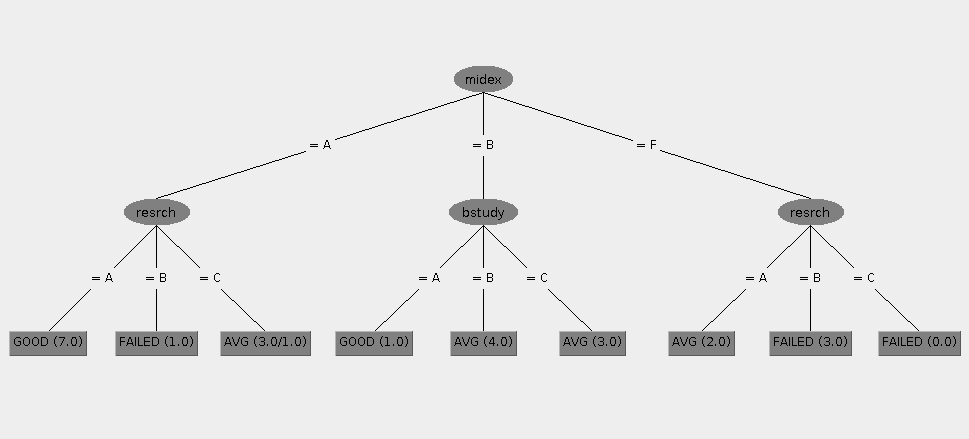 midex
= A
= B
= F
resrch
bstudy
resrch
= A
= B
= C
= A
= B
= C
= A
= B
= C
GOOD (7.0)
FAILED (1.0)
AVG (3.0/1.0)
GOOD (1.0)
AVG (4.0)
AVG (3.0)
AVG (2.0)
FAILED (3.0)
FAILED (0.0)